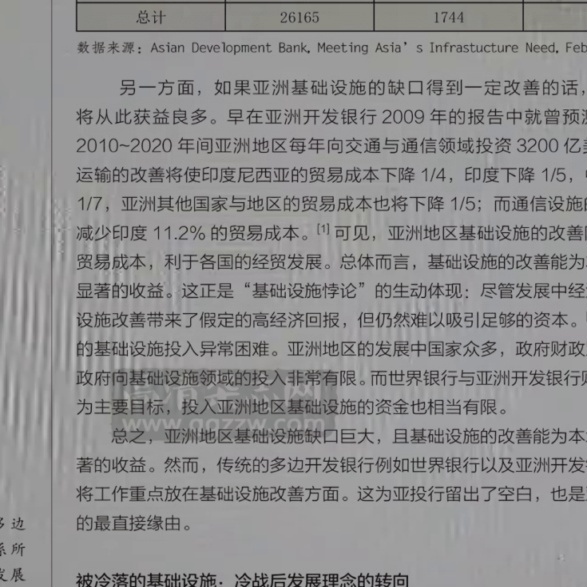 总计 26165 1744
数据来源：Asian Development Bank, Meeting Asia's Infrastucture Need, Feb
另一方面，如果亚洲基础设施的缺口得到一定改善的话，
将从此获益良多。早在亚洲开发银行 2009 年的报告中就曾预测
2010~2020 年间亚洲地区每年向交通与通信领域投资 3200 亿美
运输的改善将使印度尼西亚的贸易成本下降 1/4，印度下降 1/5，
1/7，亚洲其他国家与地区的贸易成本也将下降 1/5；而通信设施的
减少印度 11.2% 的贸易成本。[1] 可见，亚洲地区基础设施的改善
贸易成本，利于各国的经贸发展。总体而言，基础设施的改善能为
显著的收益。这正是“基础设施悖论”的生动体现：尽管发展中经
设施改善带来了假定的高经济回报，但仍然难以吸引足够的资本。
的基础设施投入异常困难。亚洲地区的发展中国家众多，政府财政
政府向基础设施领域的投入非常有限。而世界银行与亚洲开发银行
为主要目标，投入亚洲地区基础设施的资金也相当有限。
www.ggzzw.com
总之，亚洲地区基础设施缺口巨大，且基础设施的改善能为本
著的收益。然而，传统的多边开发银行例如世界银行以及亚洲开发
将工作重点放在基础设施改善方面。这为亚投行留出了空白，也是
的最直接缘由。
多边
系所
发展
被冷落的基础设施：冷战后发展理念的转向